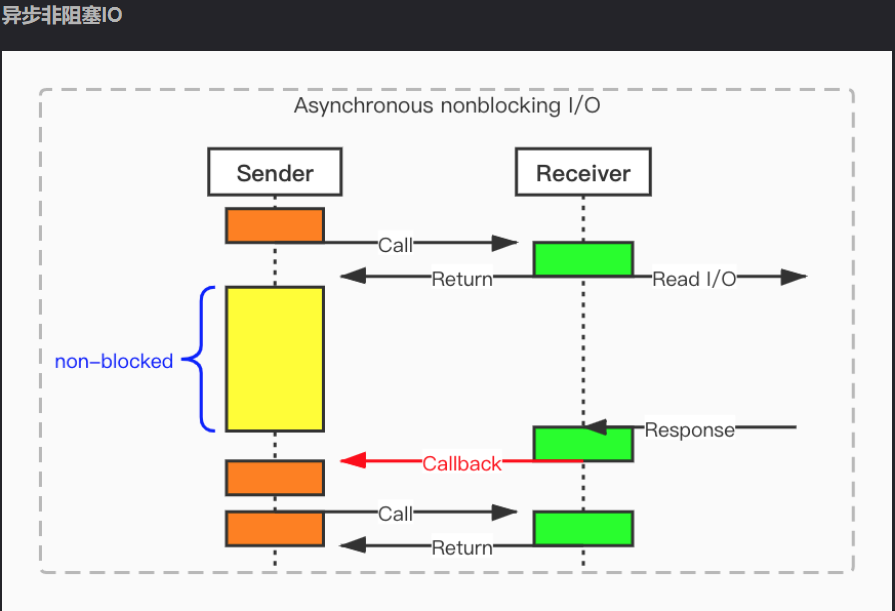 异步非阻塞IO
Asynchronous nonblocking I/O
Sender
Receiver
Call
Return
Read I/O
non-blocked
Response
Callback
Call
Return